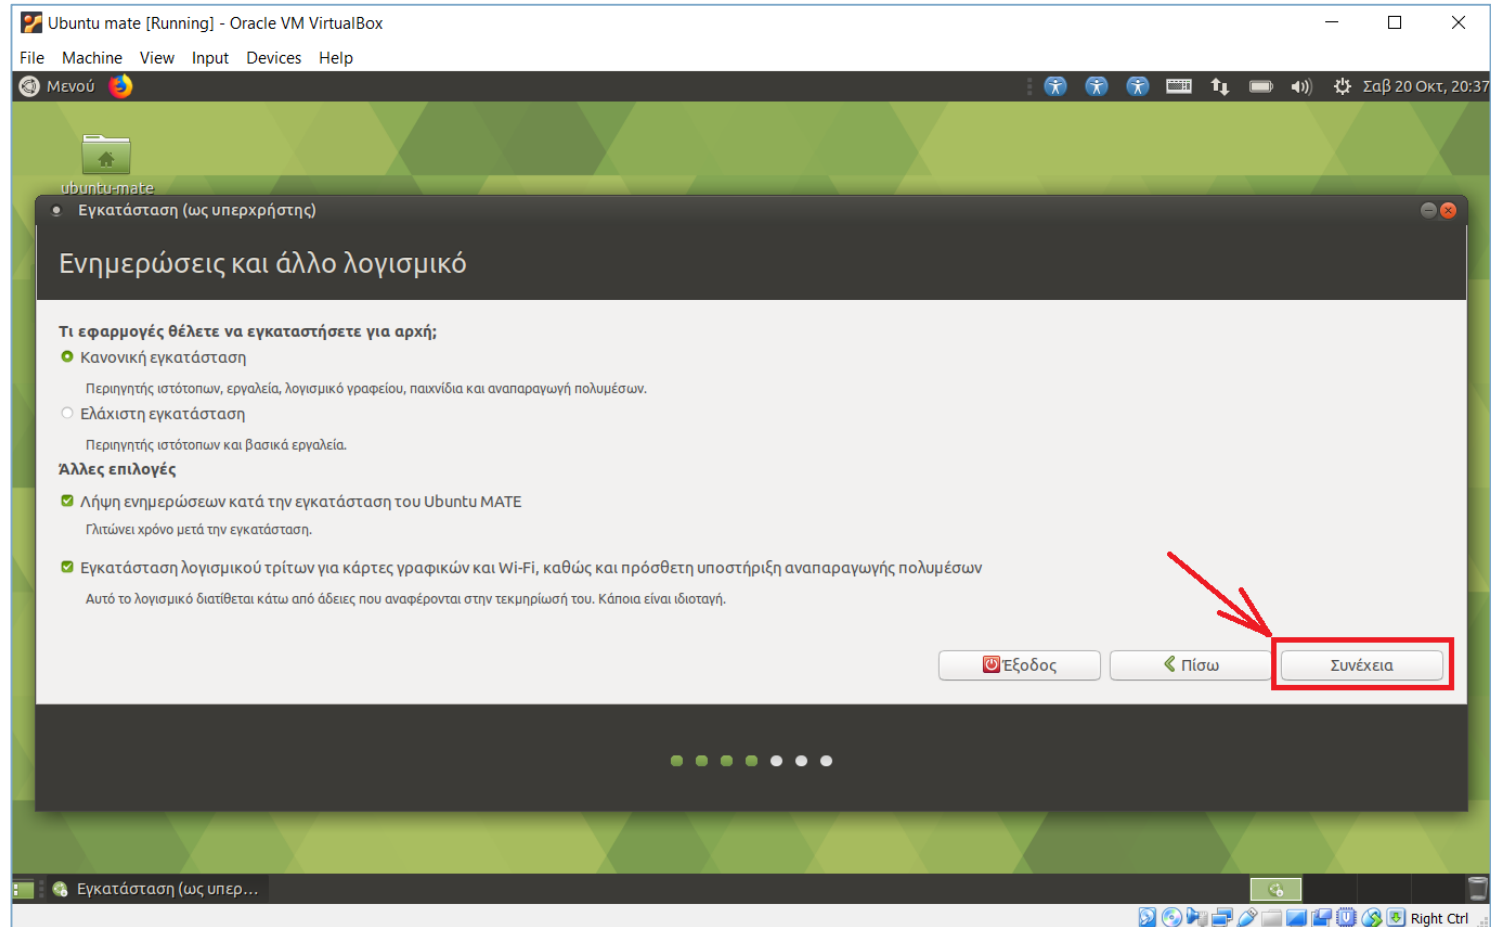 Ubuntu mate [Running] - Oracle VM VirtualBox
File Machine View Input Devices Help
Μενού Σαβ 20 Οκτ, 20:37
ubuntu-mate
Εγκατάσταση (ως υπερχρήστης)
Ενημερώσεις και άλλο λογισμικό
Τι εφαρμογές θέλετε να εγκαταστήσετε για αρχή;
Κανονική εγκατάσταση
Περιηγητής ιστότοπων, εργαλεία, λογισμικό γραφείου, παιχνίδια και αναπαραγωγή πολυμέσων.
Ελάχιστη εγκατάσταση
Περιηγητής ιστότοπων και βασικά εργαλεία.
Άλλες επιλογές
Λήψη ενημερώσεων κατά την εγκατάσταση του Ubuntu MATE
Γλιτώνει χρόνο μετά την εγκατάσταση.
Εγκατάσταση λογισμικού τρίτων για κάρτες γραφικών και Wi-Fi, καθώς και πρόσθετη υποστήριξη αναπαραγωγής πολυμέσων
Αυτό το λογισμικό διατίθεται κάτω από άδειες που αναφέρονται στην τεκμηρίωσή του. Κάποια είναι ιδιοταγή.
Έξοδος Πίσω Συνέχεια
Εγκατάσταση (ως υπερ...
Right Ctrl